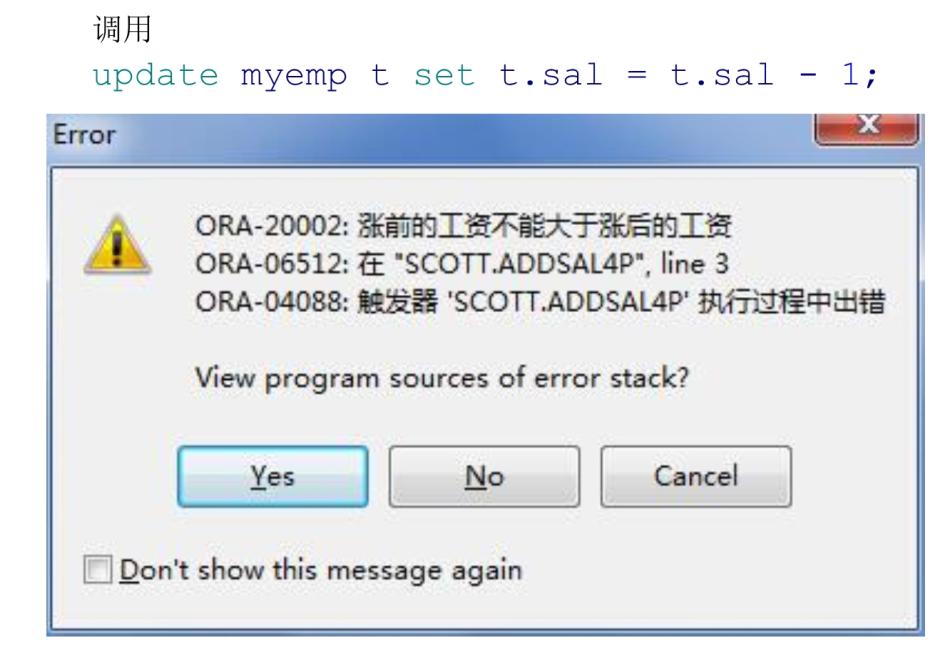 调用
update myemp t set t.sal = t.sal - 1;
Error
ORA-20002: 涨前的工资不能大于涨后的工资
ORA-06512: 在 "SCOTT.ADDSAL4P", line 3
ORA-04088: 触发器 'SCOTT.ADDSAL4P' 执行过程中出错
View program sources of error stack?
Yes No Cancel
Don't show this message again